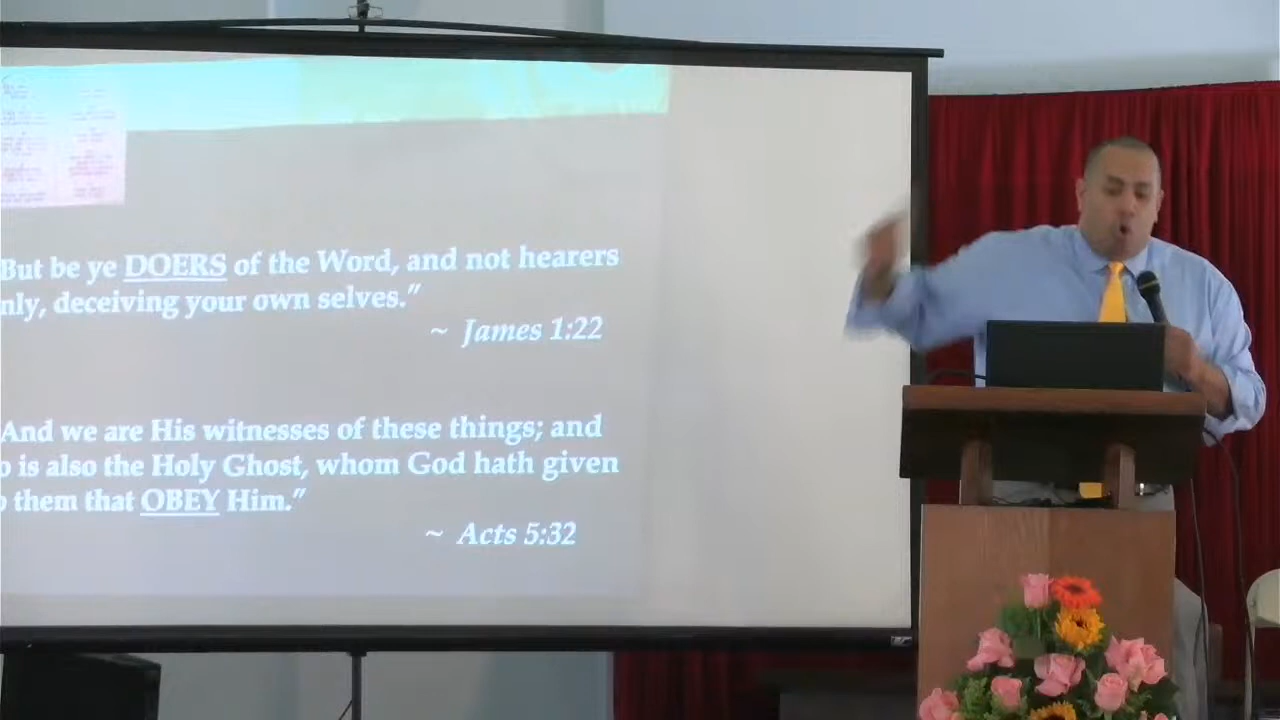 But be ye DOERS of the Word, and not hearers
nly, deceiving your own selves.”
~ James 1:22
And we are His witnesses of these things; and
o is also the Holy Ghost, whom God hath given
o them that OBEY Him.”
~ Acts 5:32